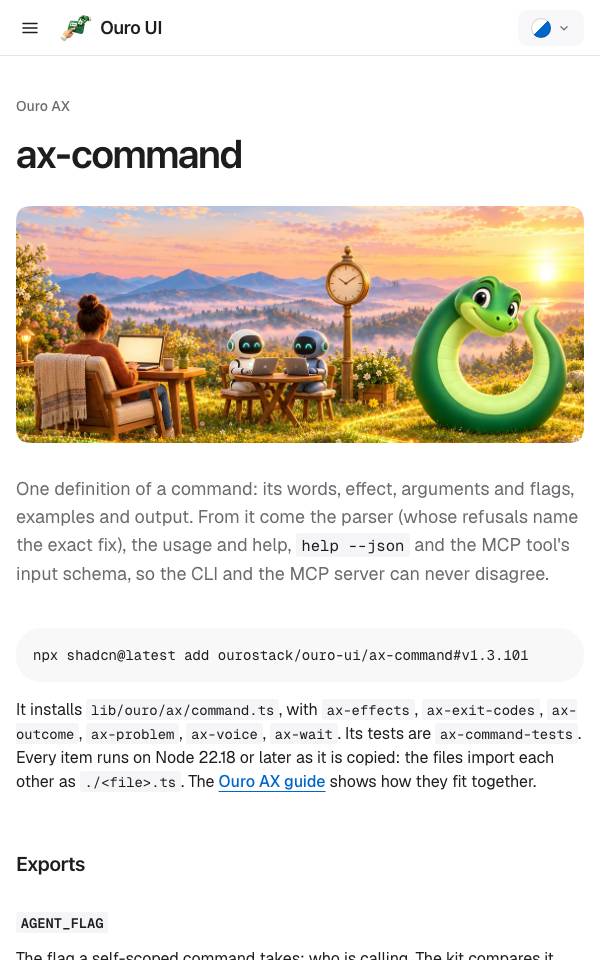 Ouro UI
Ouro AX
ax-command
One definition of a command: its words, effect, arguments and flags,
examples and output. From it come the parser (whose refusals name
the exact fix), the usage and help, help --json and the MCP tool's
input schema, so the CLI and the MCP server can never disagree.
npx shadcn@latest add ourostack/ouro-ui/ax-command#v1.3.101
It installs lib/ouro/ax/command.ts, with ax-effects, ax-exit-codes, ax-
outcome, ax-problem, ax-voice, ax-wait. Its tests are ax-command-tests.
Every item runs on Node 22.18 or later as it is copied: the files import each
other as ./<file>.ts. The Ouro AX guide shows how they fit together.
Exports
AGENT_FLAG
The flag a self-scoped command takes: who is calling. The kit compares it